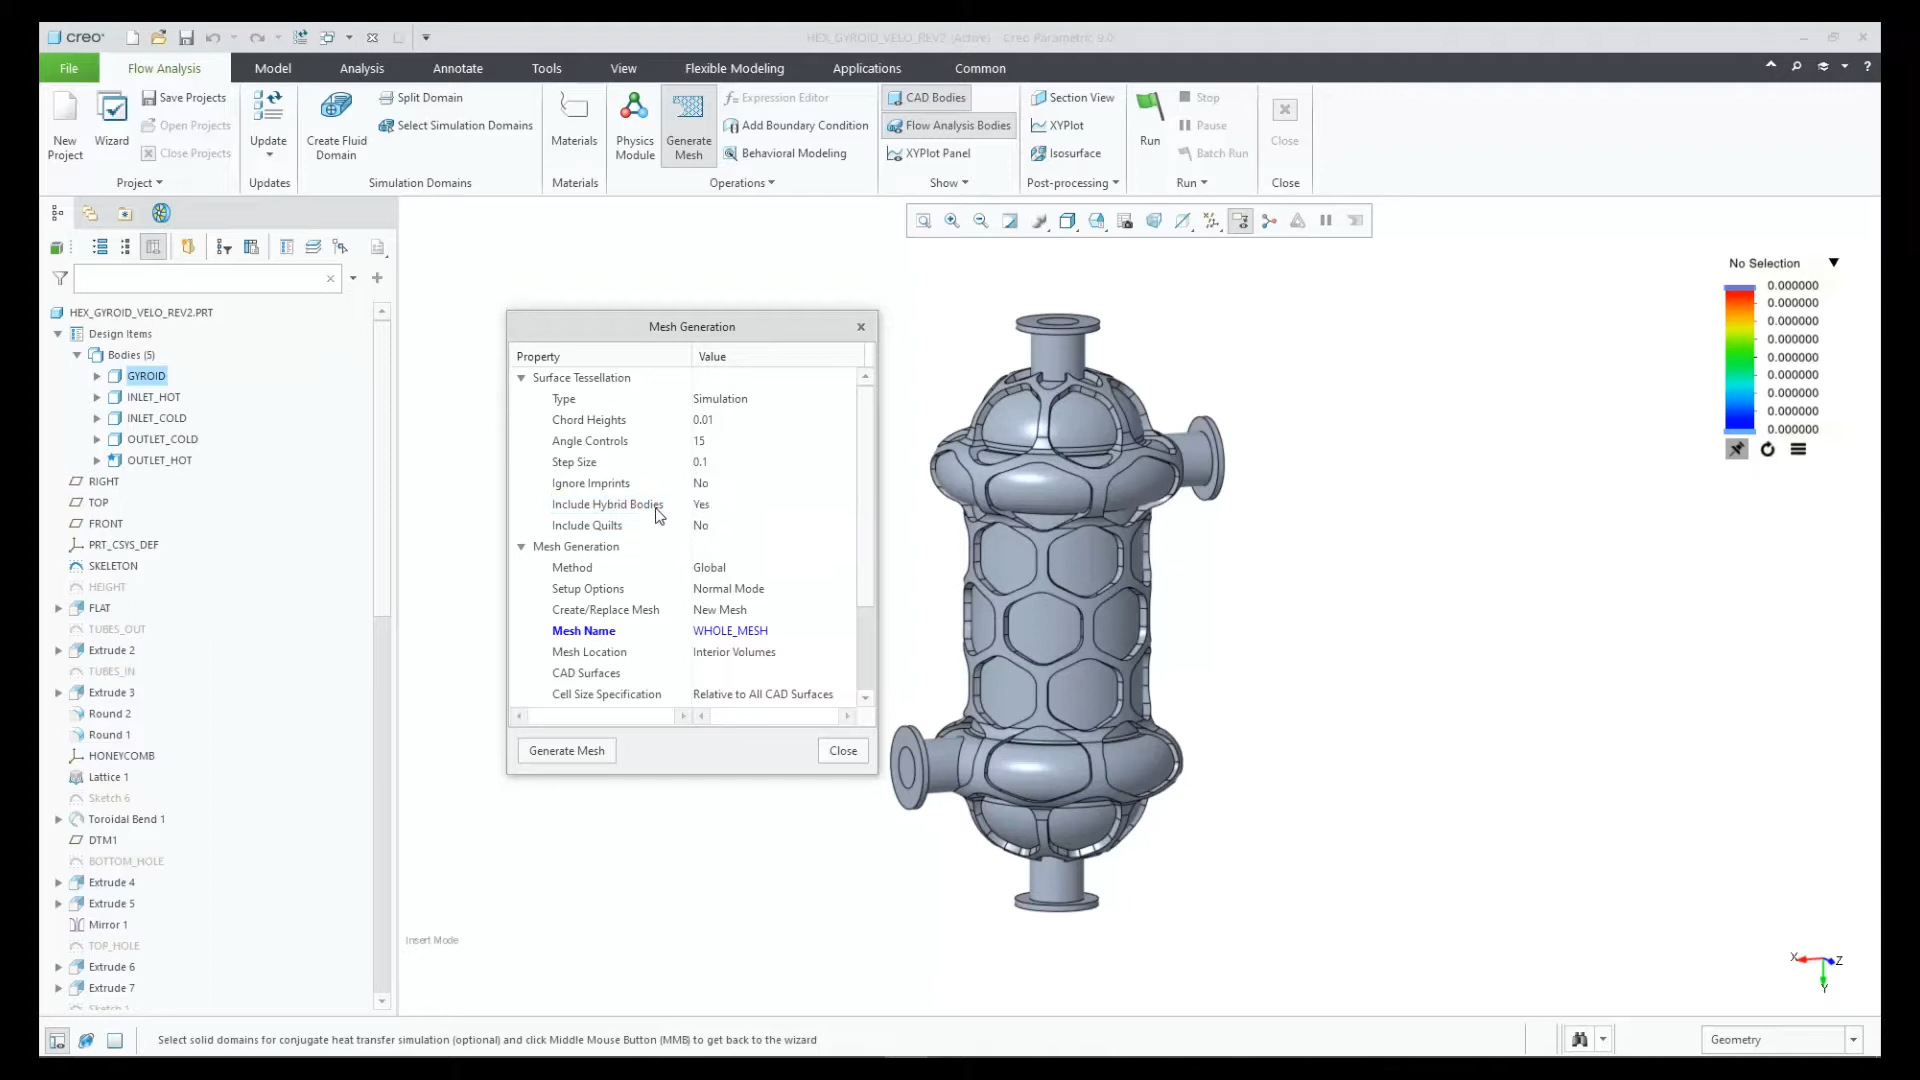 creo
HEX_GYROID_VELO_REV2 (Active) - Creo Parametric 9.0
File
Flow Analysis
Model
Analysis
Annotate
Tools
View
Flexible Modeling
Applications
Common
?
New Project
Wizard
Save Projects
Open Projects
Close Projects
Project
Update
Updates
Create Fluid Domain
Split Domain
Select Simulation Domains
Simulation Domains
Materials
Materials
Physics Module
Generate Mesh
Expression Editor
Add Boundary Condition
Behavioral Modeling
Operations
CAD Bodies
Flow Analysis Bodies
XYPlot Panel
Show
Section View
XYPlot
Isosurface
Post-processing
Run
Stop
Pause
Batch Run
Run
Close
Close
HEX_GYROID_VELO_REV2.PRT
Design Items
Bodies (5)
GYROID
INLET_HOT
INLET_COLD
OUTLET_COLD
OUTLET_HOT
RIGHT
TOP
FRONT
PRT_CSYS_DEF
SKELETON
HEIGHT
FLAT
TUBES_OUT
Extrude 2
TUBES_IN
Extrude 3
Round 2
Round 1
HONEYCOMB
Lattice 1
Sketch 6
Toroidal Bend 1
DTM1
BOTTOM_HOLE
Extrude 4
Extrude 5
Mirror 1
TOP_HOLE
Extrude 6
Extrude 7
Mesh Generation
Property Value
Surface Tessellation
Type Simulation
Chord Heights 0.01
Angle Controls 15
Step Size 0.1
Ignore Imprints No
Include Hybrid Bodies Yes
Include Quilts No
Mesh Generation
Method Global
Setup Options Normal Mode
Create/Replace Mesh New Mesh
Mesh Name WHOLE_MESH
Mesh Location Interior Volumes
CAD Surfaces
Cell Size Specification Relative to All CAD Surfaces
Generate Mesh
Close
No Selection
0.000000
0.000000
0.000000
0.000000
0.000000
0.000000
0.000000
0.000000
0.000000
Insert Mode
X
Z
Y
Select solid domains for conjugate heat transfer simulation (optional) and click Middle Mouse Button (MMB) to get back to the wizard
Geometry